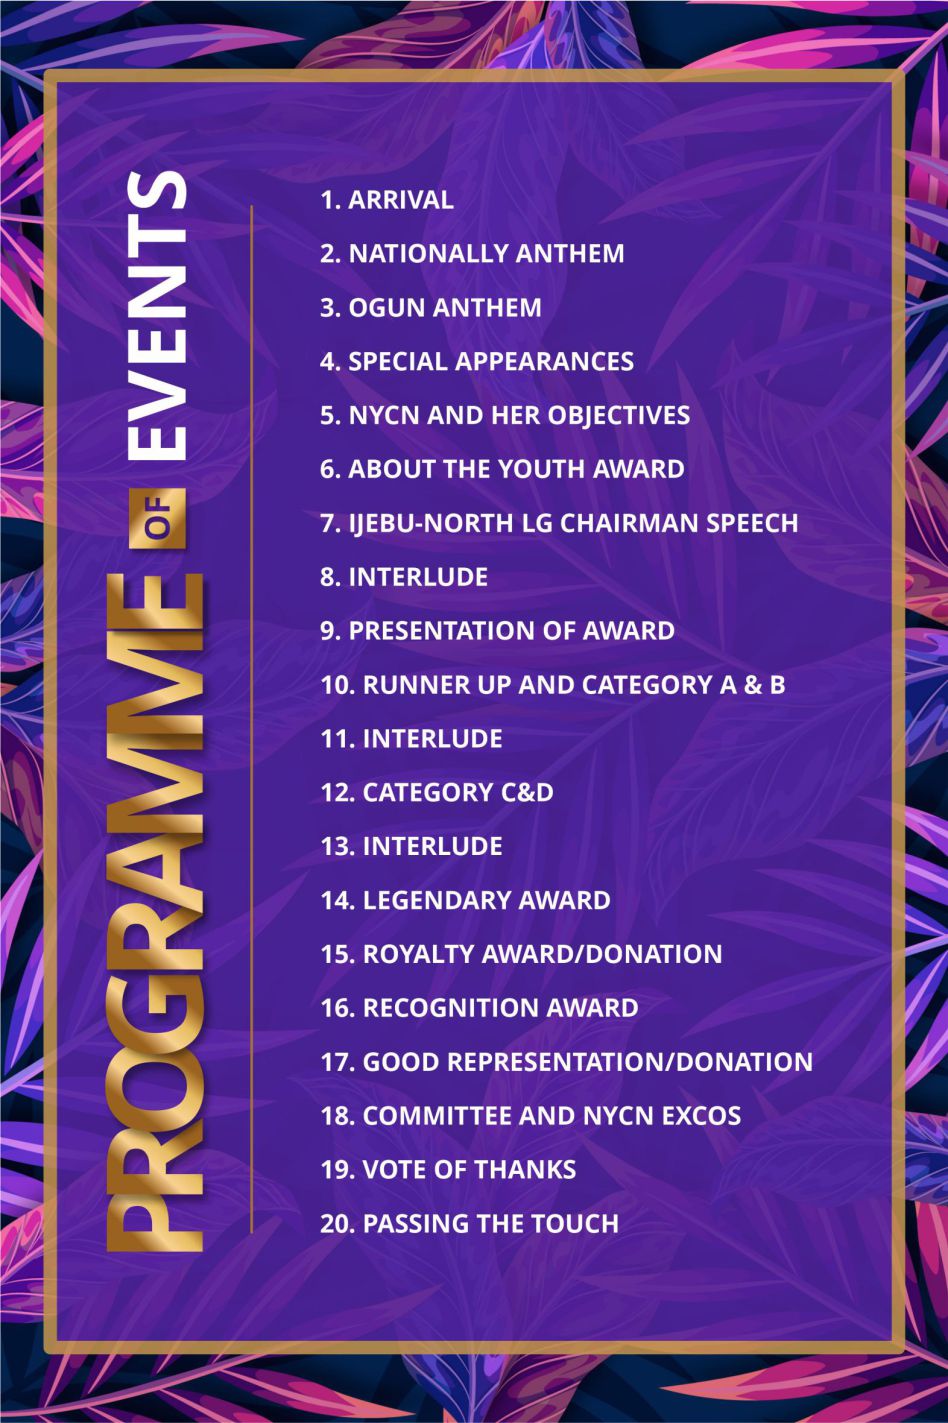 PROGRAMME OF EVENTS
1. ARRIVAL
2. NATIONALLY ANTHEM
3. OGUN ANTHEM
4. SPECIAL APPEARANCES
5. NYCN AND HER OBJECTIVES
6. ABOUT THE YOUTH AWARD
7. IJEBU-NORTH LG CHAIRMAN SPEECH
8. INTERLUDE
9. PRESENTATION OF AWARD
10. RUNNER UP AND CATEGORY A & B
11. INTERLUDE
12. CATEGORY C&D
13. INTERLUDE
14. LEGENDARY AWARD
15. ROYALTY AWARD/DONATION
16. RECOGNITION AWARD
17. GOOD REPRESENTATION/DONATION
18. COMMITTEE AND NYCN EXCOS
19. VOTE OF THANKS
20. PASSING THE TOUCH